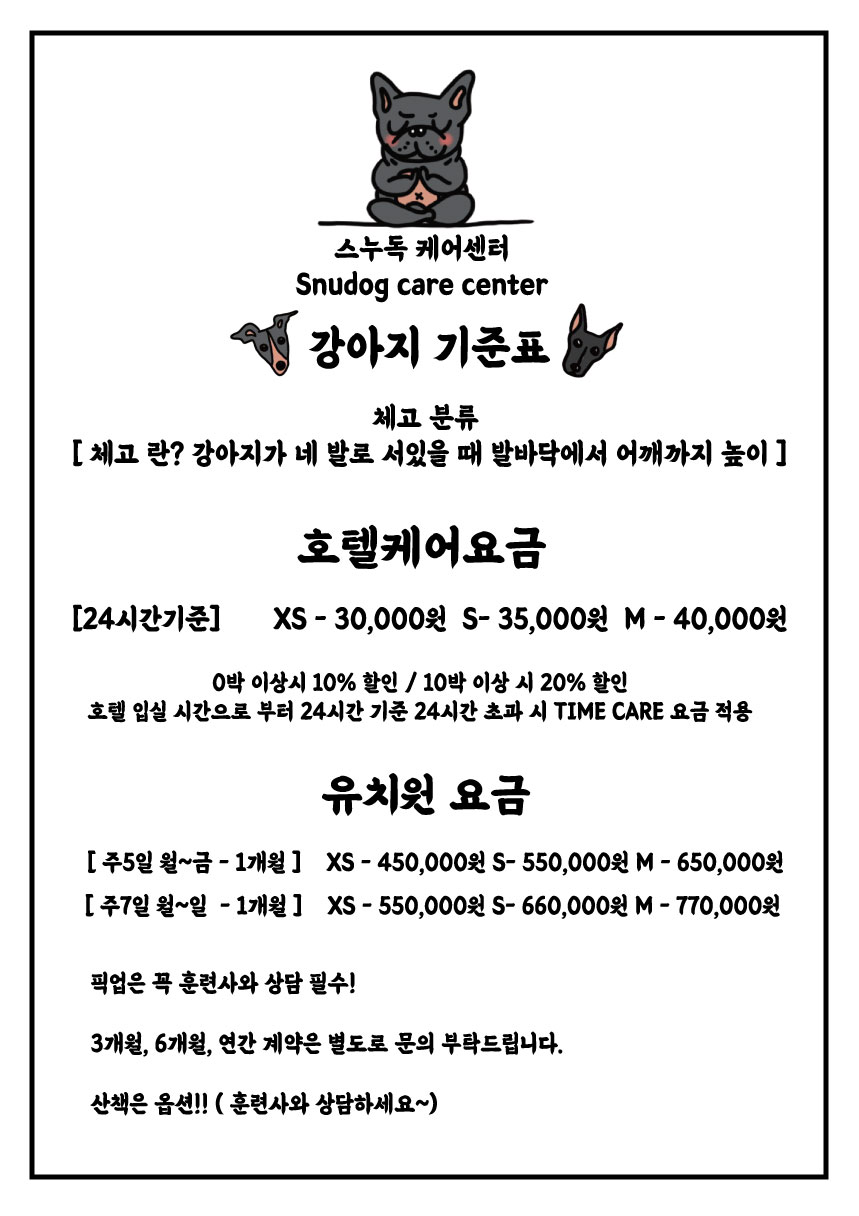 스누독 케어센터
Snudog care center
강아지 기준표
체고 분류
[ 체고 란? 강아지가 네 발로 서있을 때 발바닥에서 어깨까지 높이 ]
호텔케어요금
[24시간기준] XS - 30,000원 S- 35,000원 M - 40,000원
0박 이상시 10% 할인 / 10박 이상 시 20% 할인
호텔 입실 시간으로 부터 24시간 기준 24시간 초과 시 TIME CARE 요금 적용
유치원 요금
[ 주5일 월~금 - 1개월 ] XS - 450,000원 S- 550,000원 M - 650,000원
[ 주7일 월~일 - 1개월 ] XS - 550,000원 S- 660,000원 M - 770,000원
픽업은 꼭 훈련사와 상담 필수!
3개월, 6개월, 연간 계약은 별도로 문의 부탁드립니다.
산책은 옵션!! ( 훈련사와 상담하세요~)